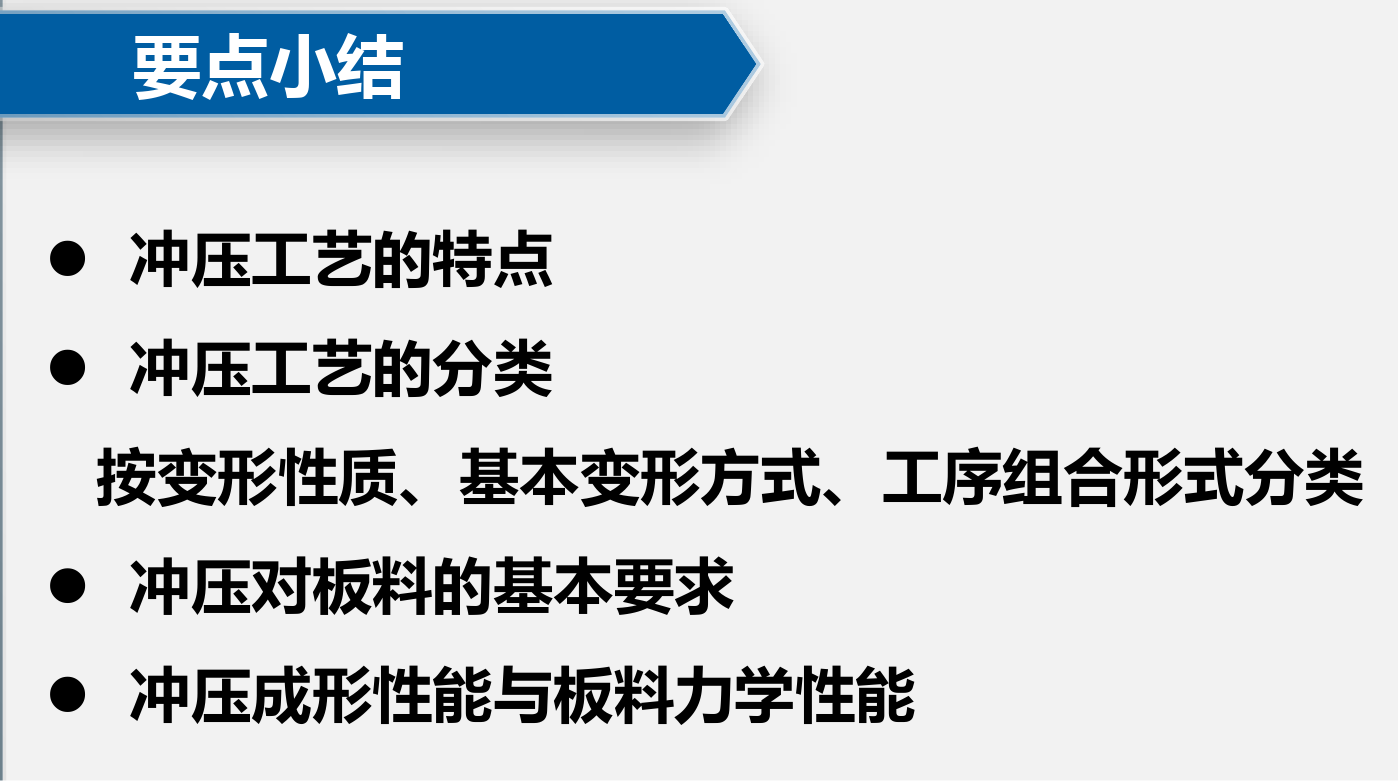 要点小结
● 冲压工艺的特点
● 冲压工艺的分类
按变形性质、基本变形方式、工序组合形式分类
● 冲压对板料的基本要求
● 冲压成形性能与板料力学性能